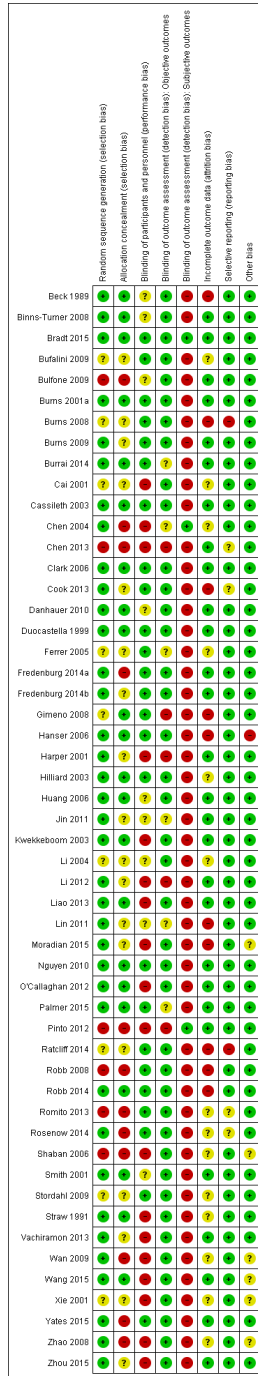 Random sequence generation (selection bias)
Allocation concealment (selection bias)
Blinding of participants and personnel (performance bias)
Blinding of outcome assessment (detection bias): Objective outcomes
Blinding of outcome assessment (detection bias): Subjective outcomes
Incomplete outcome data (attrition bias)
Selective reporting (reporting bias)
Other bias
Beck 1989
Binns-Turner 2008
Bradt 2015
Bufalini 2009
Bulfone 2009
Burns 2001a
Burns 2008
Burns 2009
Burrai 2014
Cai 2001
Cassileth 2003
Chen 2004
Chen 2013
Clark 2006
Cook 2013
Danhauer 2010
Duocastella 1999
Ferrer 2005
Fredenburg 2014a
Fredenburg 2014b
Gimeno 2008
Hanser 2006
Harper 2001
Hilliard 2003
Huang 2006
Jin 2011
Kwekkeboom 2003
Li 2004
Li 2012
Liao 2013
Lin 2011
Moradian 2015
Nguyen 2010
O'Callaghan 2012
Palmer 2015
Pinto 2012
Ratcliff 2014
Robb 2008
Robb 2014
Romito 2013
Rosenow 2014
Shaban 2006
Smith 2001
Stordahl 2009
Straw 1991
Vachiramon 2013
Wan 2009
Wang 2015
Xie 2001
Yates 2015
Zhao 2008
Zhou 2015